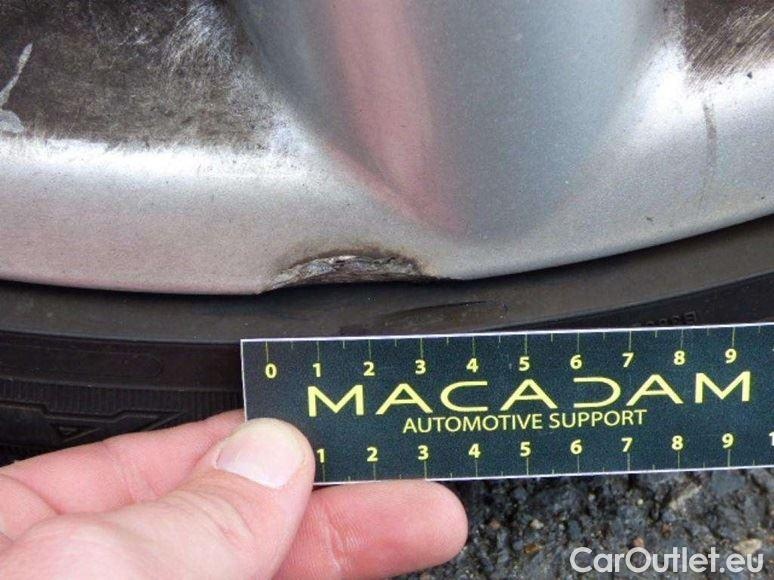 0 1 2 3 4 5 6 7 8 9
MACADAM
AUTOMOTIVE SUPPORT
1 2 3 4 5 6 7 8 9 1
CarOutlet.eu